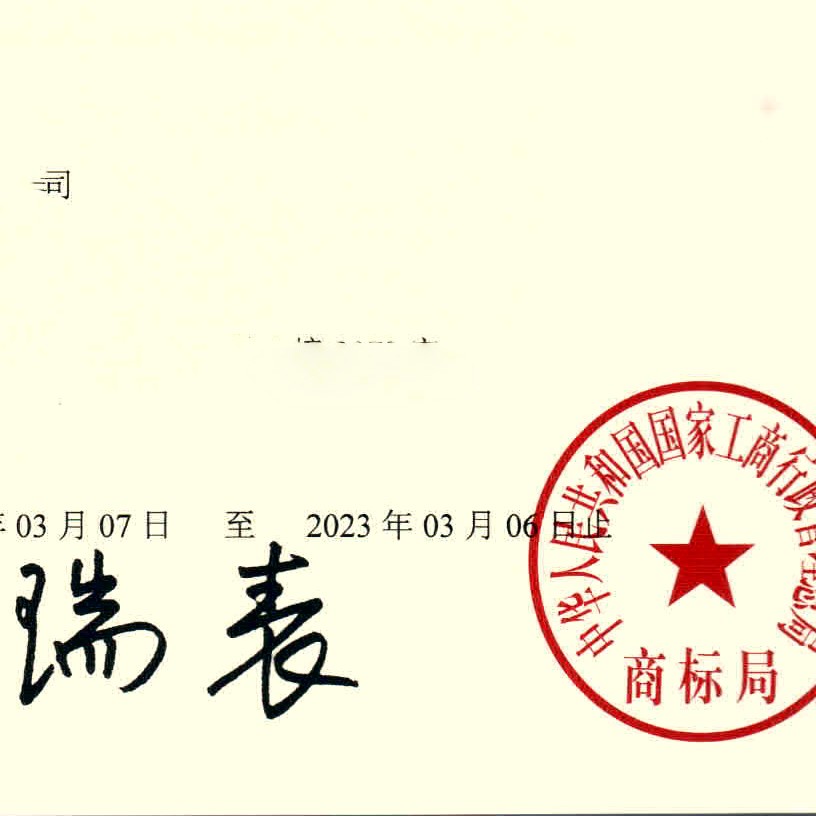 司
年 03 月 07 日 至 2023 年 03 月 06 日止
瑞表
中华人民共和国国家工商行政管理总局
商标局